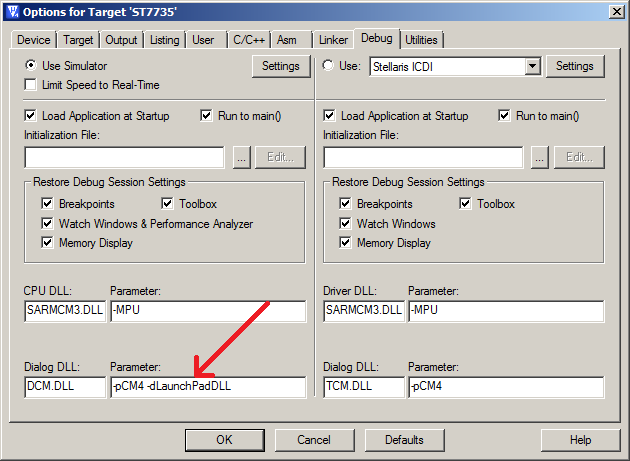 Options for Target 'ST7735'
Device Target Output Listing User C/C++ Asm Linker Debug Utilities
Use Simulator Settings
Limit Speed to Real-Time
Use: Stellaris ICDI Settings
Load Application at Startup Run to main()
Initialization File:
... Edit...
Restore Debug Session Settings
Breakpoints Toolbox
Watch Windows & Performance Analyzer
Memory Display
CPU DLL: Parameter:
SARMCM3.DLL -MPU
Dialog DLL: Parameter:
DCM.DLL -pCM4 -dLaunchPadDLL
Load Application at Startup Run to main()
Initialization File:
... Edit...
Restore Debug Session Settings
Breakpoints Toolbox
Watch Windows
Memory Display
Driver DLL: Parameter:
SARMCM3.DLL -MPU
Dialog DLL: Parameter:
TCM.DLL -pCM4
OK Cancel Defaults Help